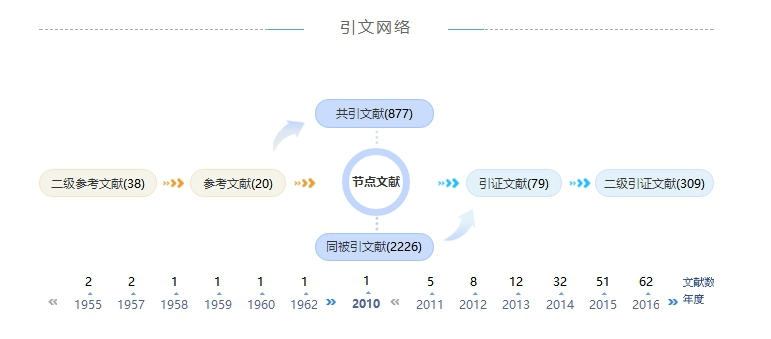 引文网络
共引文献(877)
二级参考文献(38) 参考文献(20) 节点文献 引证文献(79) 二级引证文献(309)
同被引文献(2226)
2 2 1 1 1 1 1 5 8 12 32 51 62 文献数
1955 1957 1958 1959 1960 1962 2010 2011 2012 2013 2014 2015 2016 年度